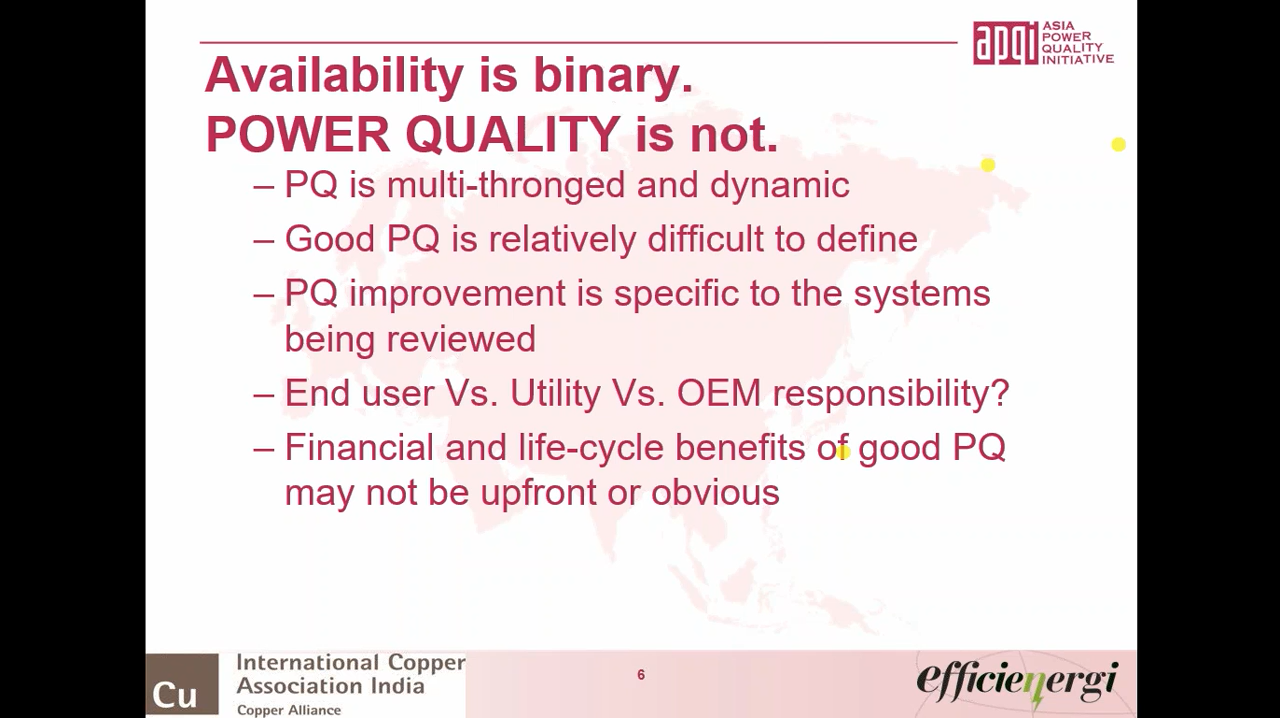 apqi
ASIA
POWER
QUALITY
INITIATIVE
Availability is binary.
POWER QUALITY is not.
– PQ is multi-thronged and dynamic
– Good PQ is relatively difficult to define
– PQ improvement is specific to the systems
being reviewed
– End user Vs. Utility Vs. OEM responsibility?
– Financial and life-cycle benefits of good PQ
may not be upfront or obvious
Cu
International Copper
Association India
Copper Alliance
6
efficienergi